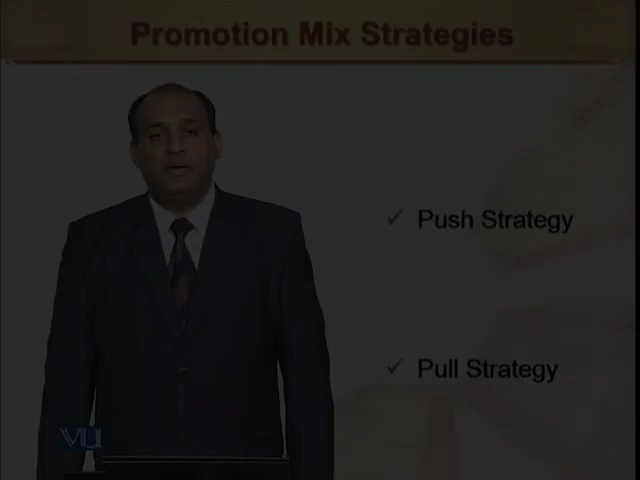 Promotion Mix Strategies
✓ Push Strategy
✓ Pull Strategy
VU